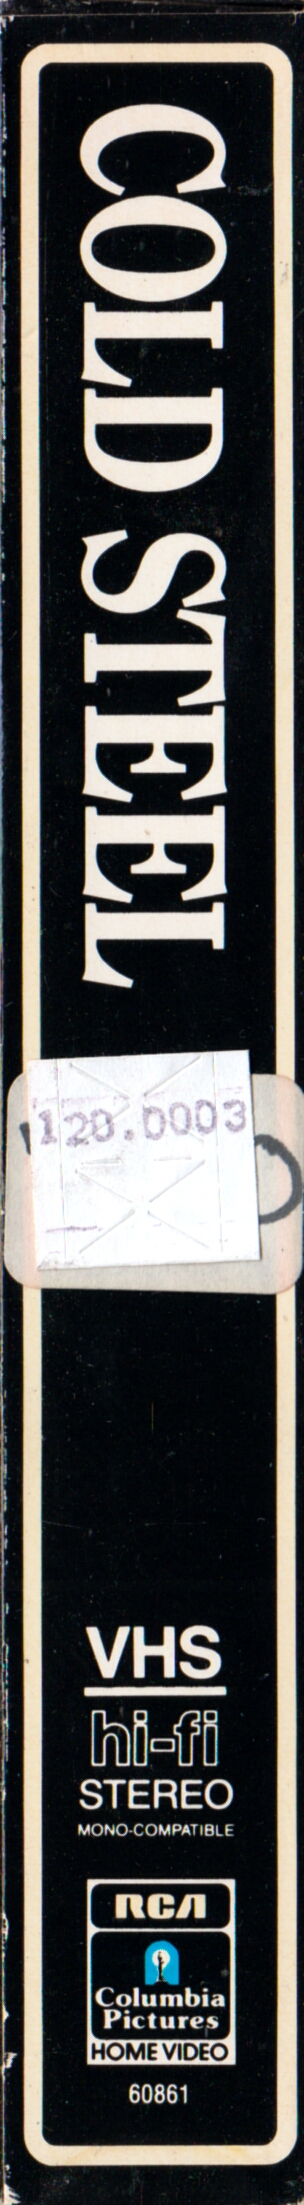 COLD STEEL
120.0003
VHS
hi-fi
STEREO
MONO-COMPATIBLE
RCA
Columbia
Pictures
HOME VIDEO
60861